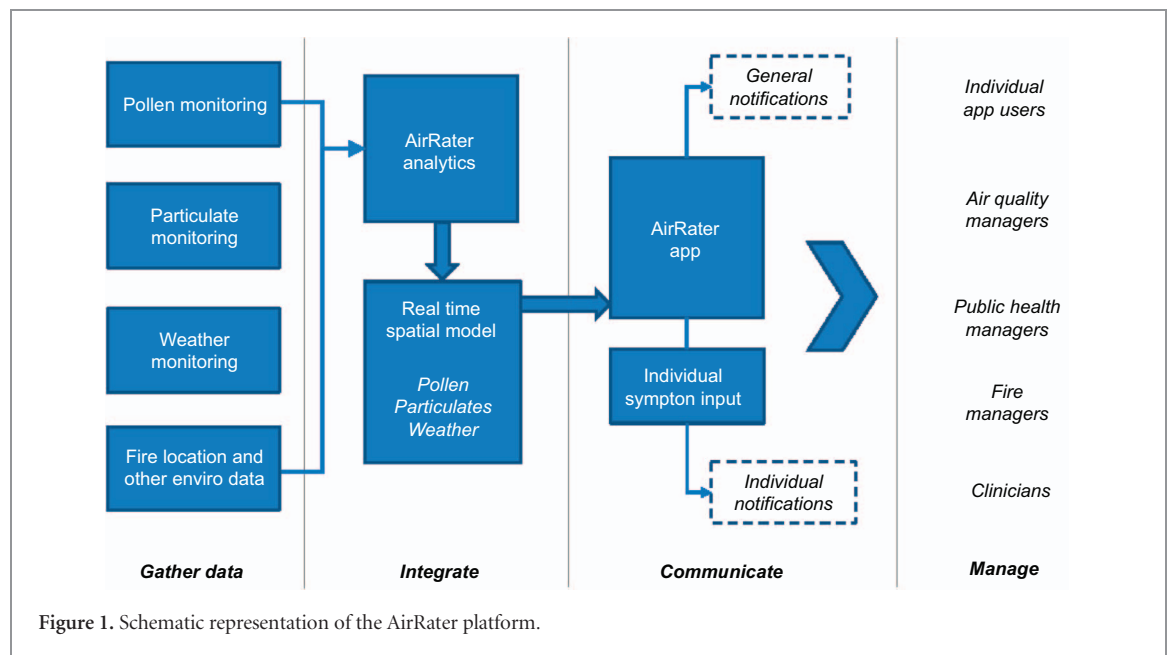 Pollen monitoring
Particulate
monitoring
Weather
monitoring
Fire location and
other enviro data
Gather data
AirRater
analytics
Real time
spatial model
Pollen
Particulates
Weather
Integrate
General
notifications
AirRater
app
Individual
sympton input
Individual
notifications
Communicate
Individual
app users
Air quality
managers
Public health
managers
Fire
managers
Clinicians
Manage
Figure 1. Schematic representation of the AirRater platform.